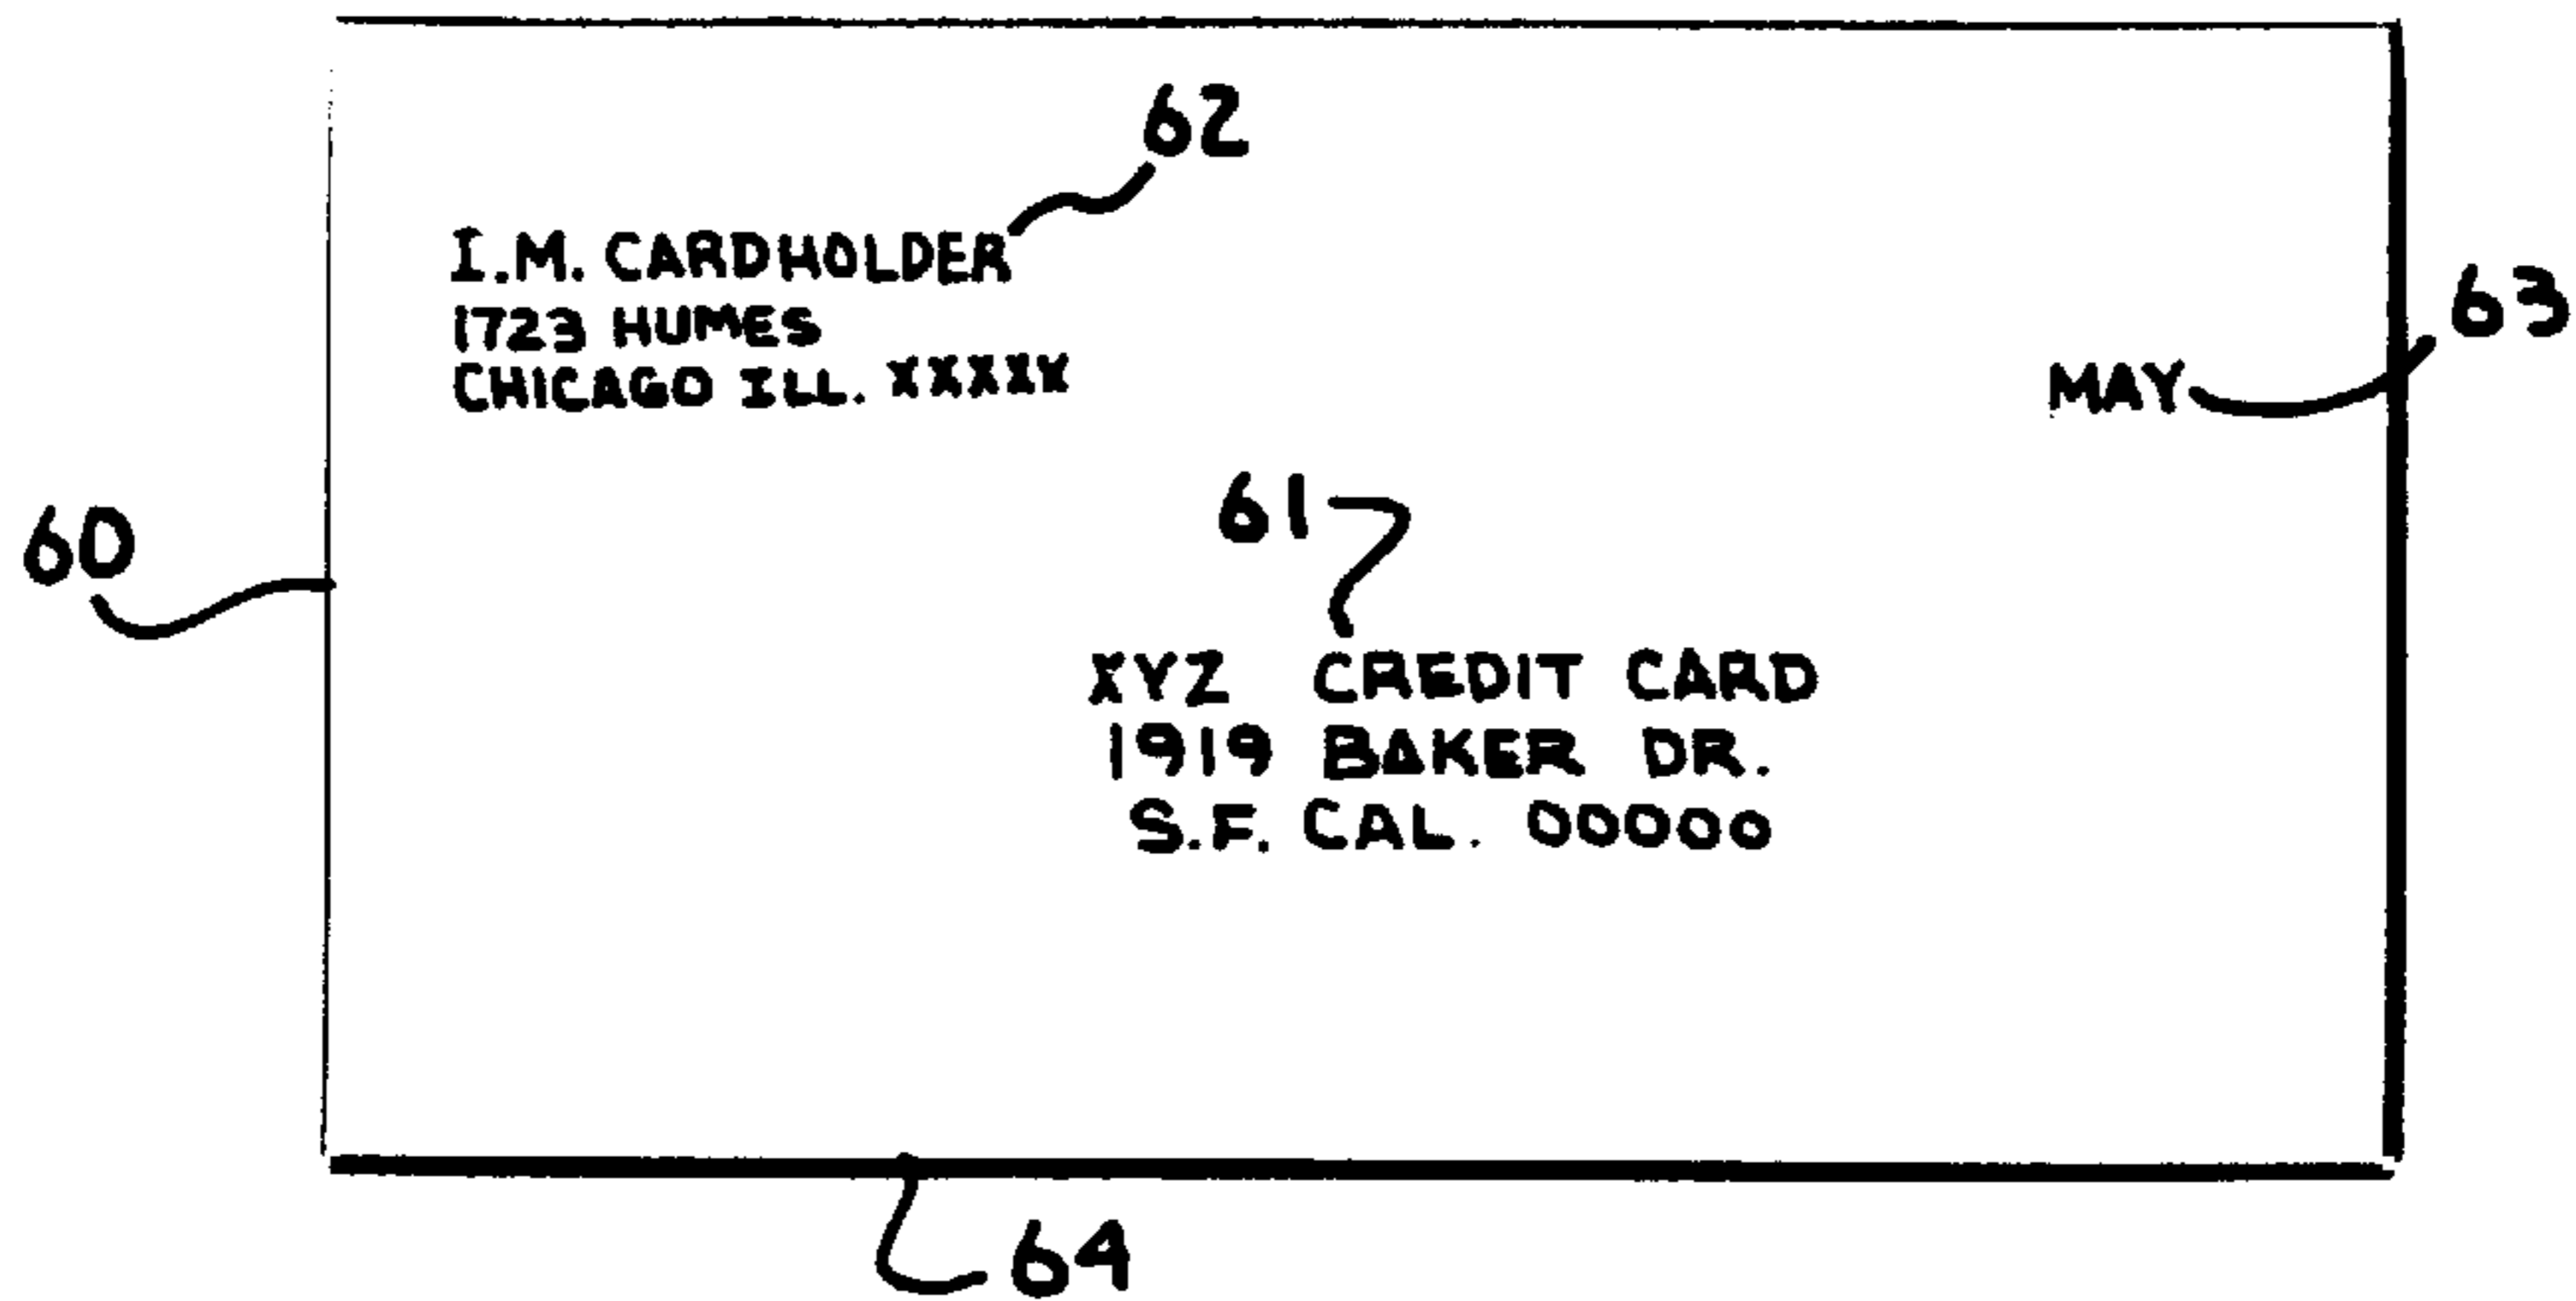 62
I.M. CARDHOLDER
1723 HUMES
CHICAGO ILL. XXXXX
63
MAY
61
60
XYZ CREDIT CARD
1919 BAKER DR.
S.F. CAL. 00000
64